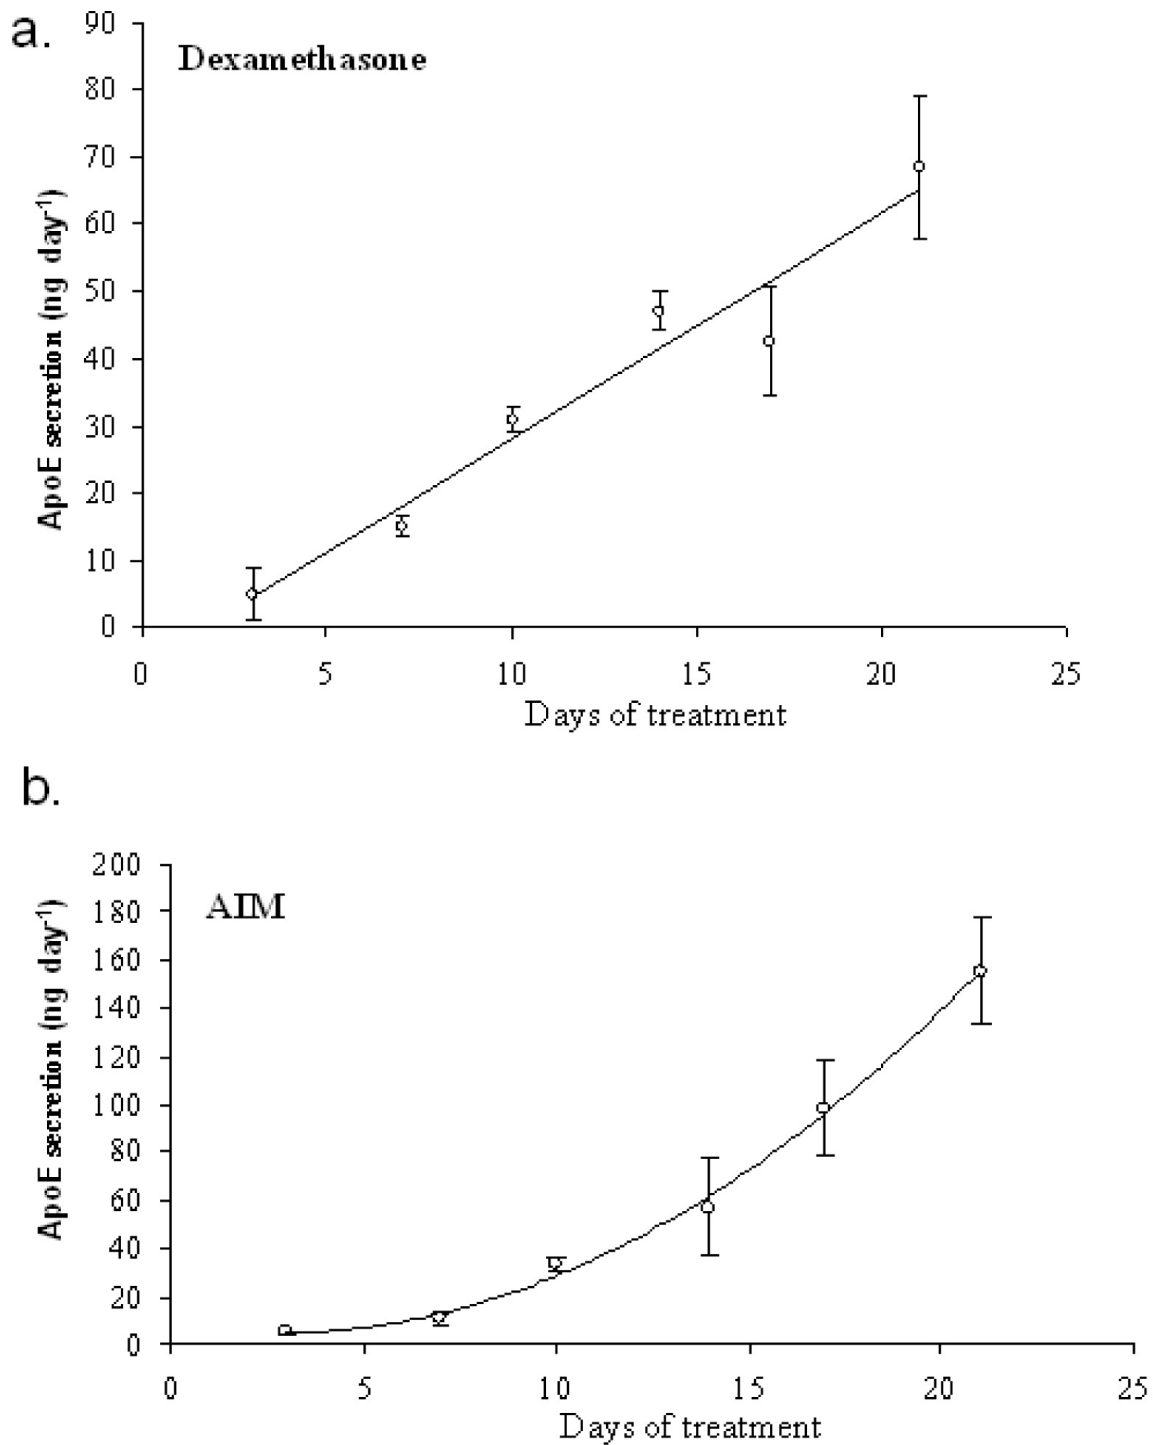 a.
Dexamethasone
ApoE secretion (ng day⁻¹)
90
80
70
60
50
40
30
20
10
0
0 5 10 15 20 25
Days of treatment
b.
AIM
ApoE secretion (ng day⁻¹)
200
180
160
140
120
100
80
60
40
20
0
0 5 10 15 20 25
Days of treatment